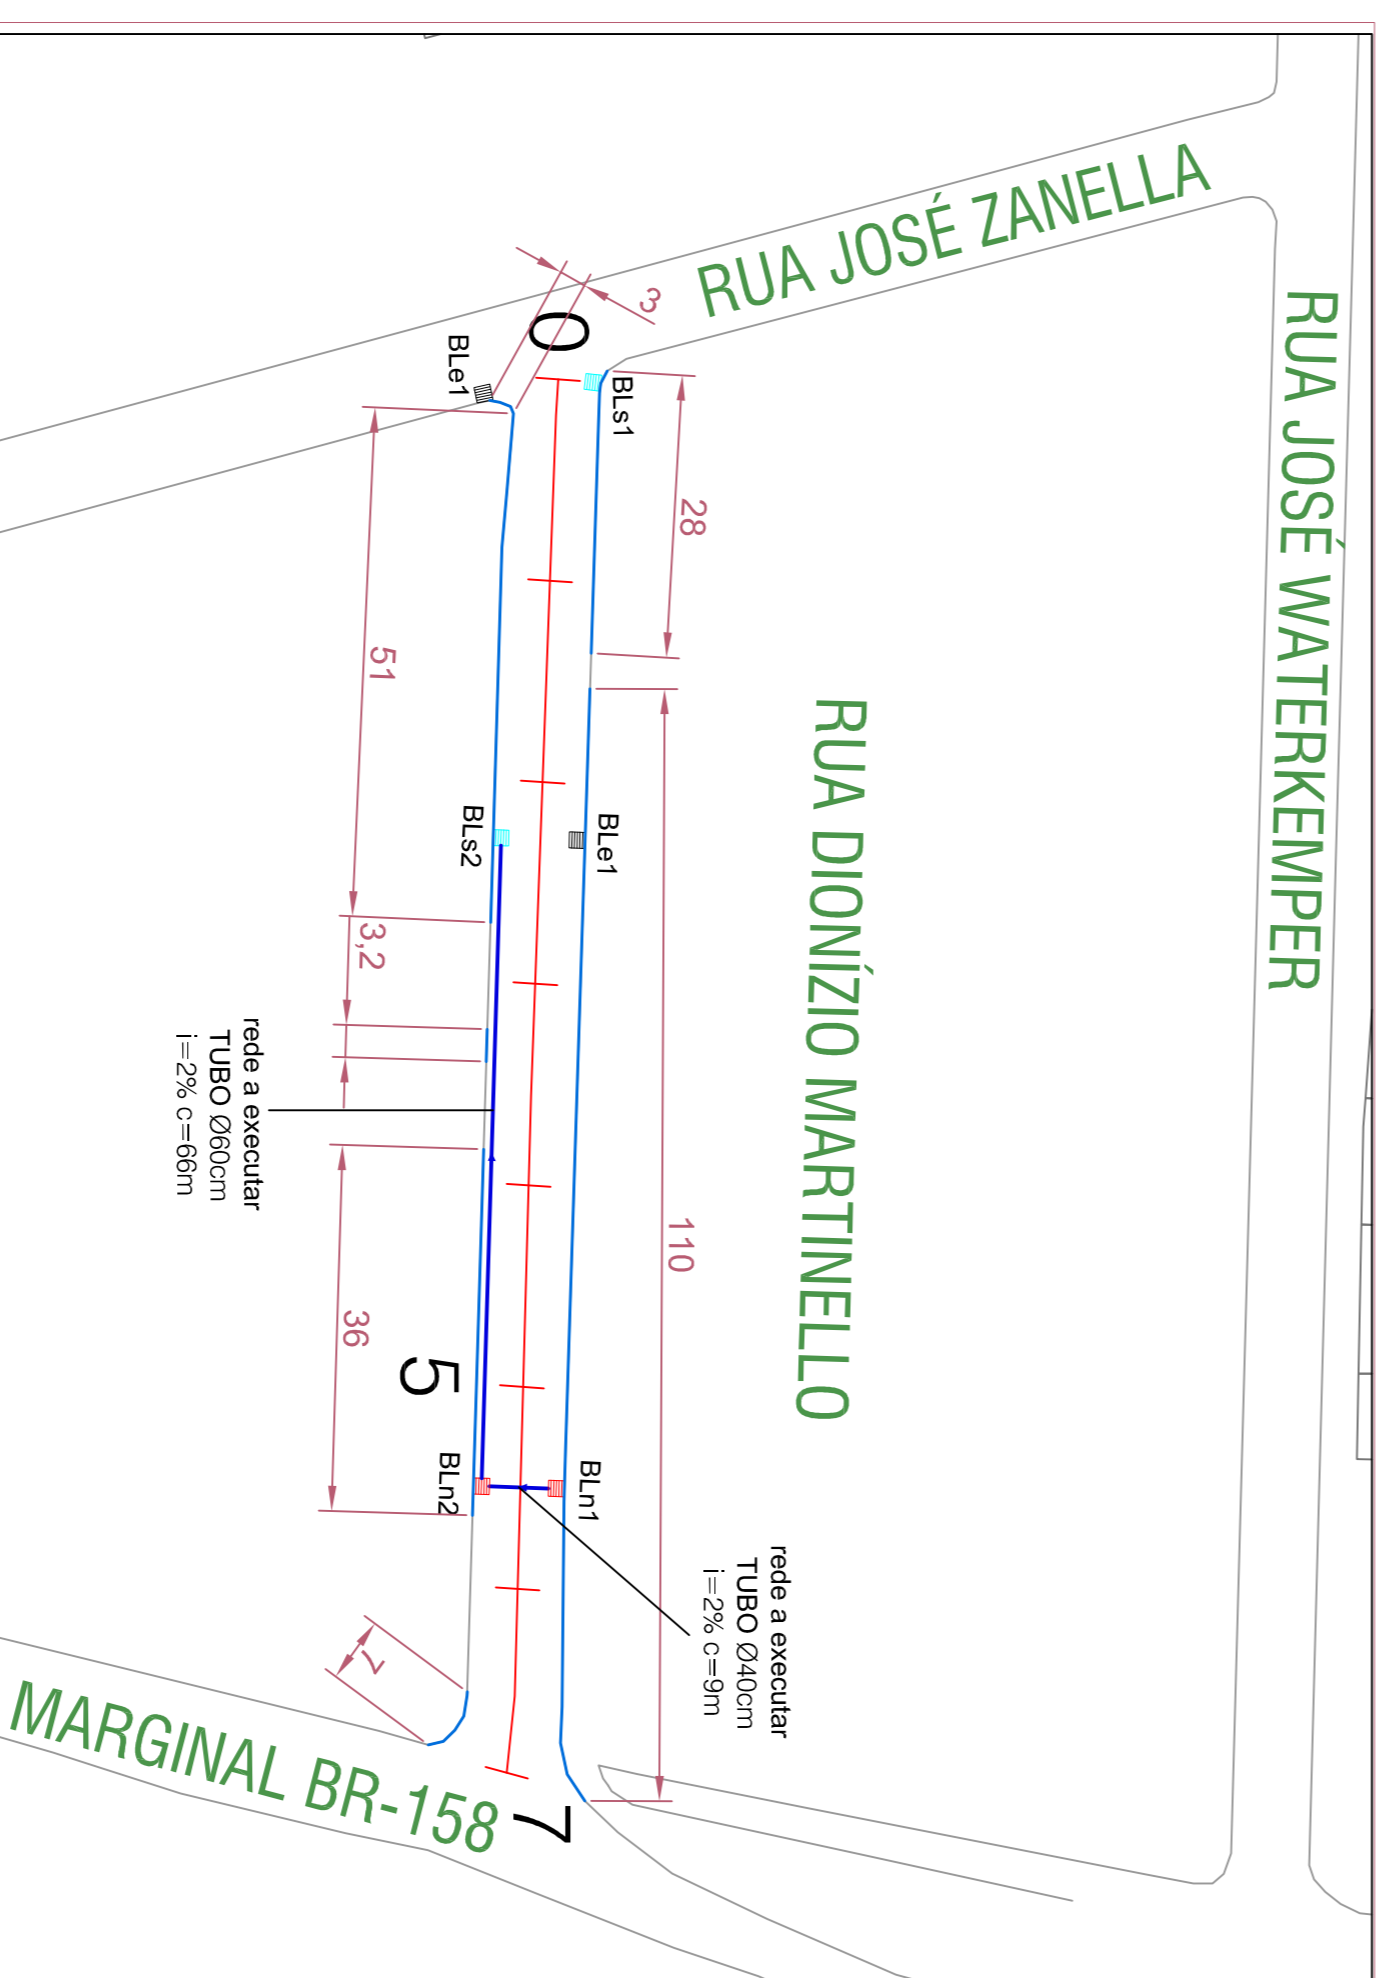 RUA JOSÉ ZANELLA
RUA JOSÉ WATERKEMPER
RUA DIONÍZIO MARTINELLO
MARGINAL BR-158
3
0
BLe1
BLs1
28
51
BLs2
BLe1
3,2
rede a executar
TUBO Ø60cm
i=2% c=66m
110
36
5
BLn2
BLn1
rede a executar
TUBO Ø40cm
i=2% c=9m
7
7